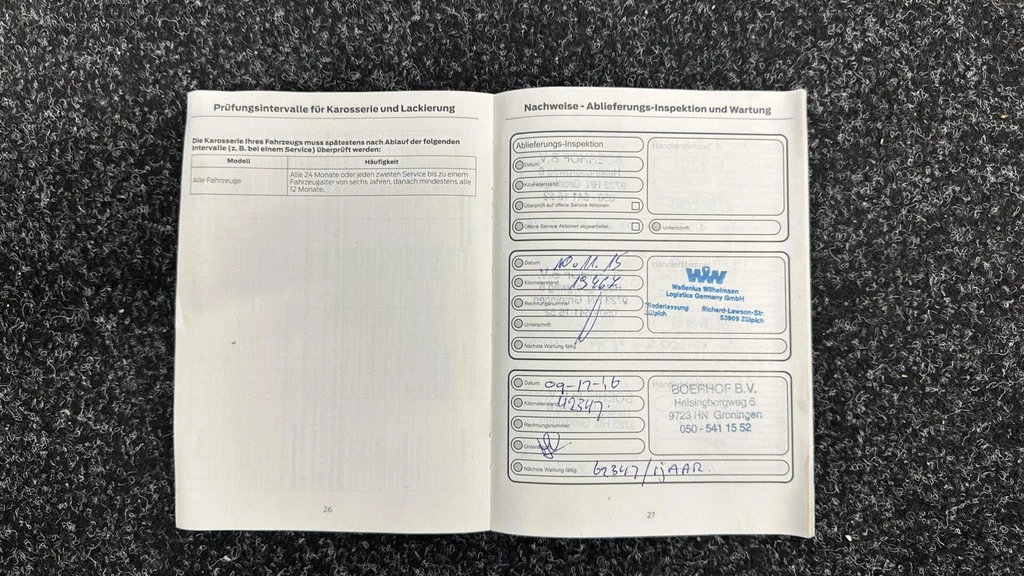 Prüfungsintervalle für Karosserie und Lackierung
Die Karosserie Ihres Fahrzeugs muss spätestens nach Ablauf der folgenden
Intervalle (z. B. bei einem Service) überprüft werden:
Modell Häufigkeit
Alle Fahrzeuge
Alle 24 Monate oder jeden zweiten Service bis zu einem
Fahrzeugalter von sechs Jahren, danach mindestens alle
12 Monate.
26
Nachweise - Ablieferungs-Inspektion und Wartung
Ablieferungs-Inspektion
Händlerstempel
Datum:
Kilometerstand:
Überprüft auf offene Service Aktionen:
Offene Service Aktionen abgearbeitet:
Unterschrift:
Datum: 10.11.15
Kilometerstand: 19467
Rechnungsnummer:
Unterschrift:
Nächste Wartung fällig:
WW
Wallenius Wilhelmsen
Logistics Germany GmbH
Niederlassung Richard-Lawson-Str.
Zülpich 53909 Zülpich
Datum: 09-12-16
Kilometerstand: 42347.
Rechnungsnummer:
Unterschrift:
Nächste Wartung fällig: 62347/1jAAR.
BOERHOF B.V.
Helsingborgweg 6
9723 HN Groningen
050 - 541 15 52
27